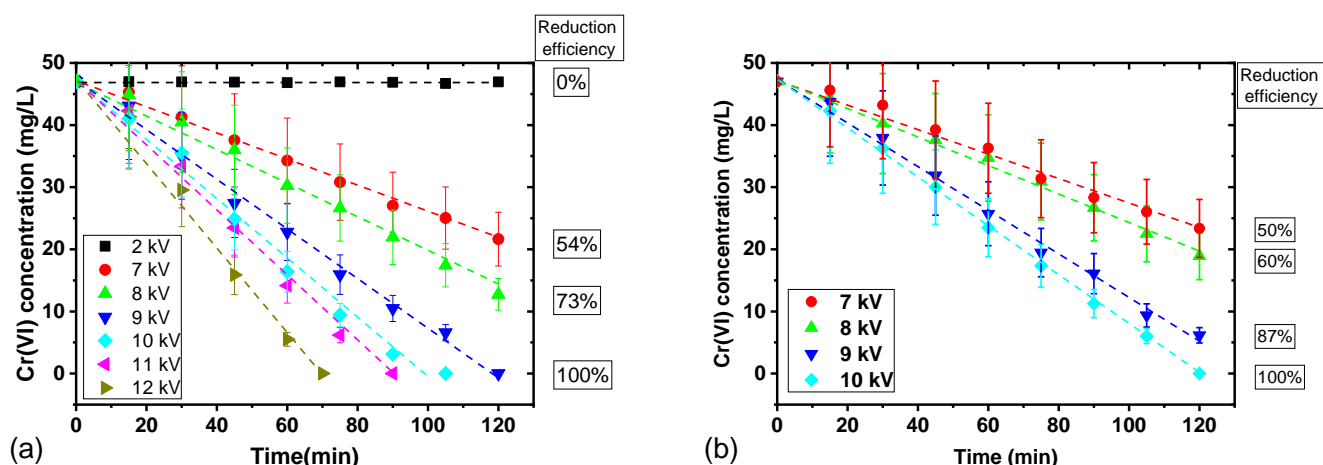 Reduction
efficiency
50
40
30
20
10
0
0 20 40 60 80 100 120
Cr(VI) concentration (mg/L)
Time(min)
2 kV
7 kV
8 kV
9 kV
10 kV
11 kV
12 kV
0%
54%
73%
100%
(a)
Reduction
efficiency
50
40
30
20
10
0
0 20 40 60 80 100 120
Cr(VI) concentration (mg/L)
Time (min)
7 kV
8 kV
9 kV
10 kV
50%
60%
87%
100%
(b)